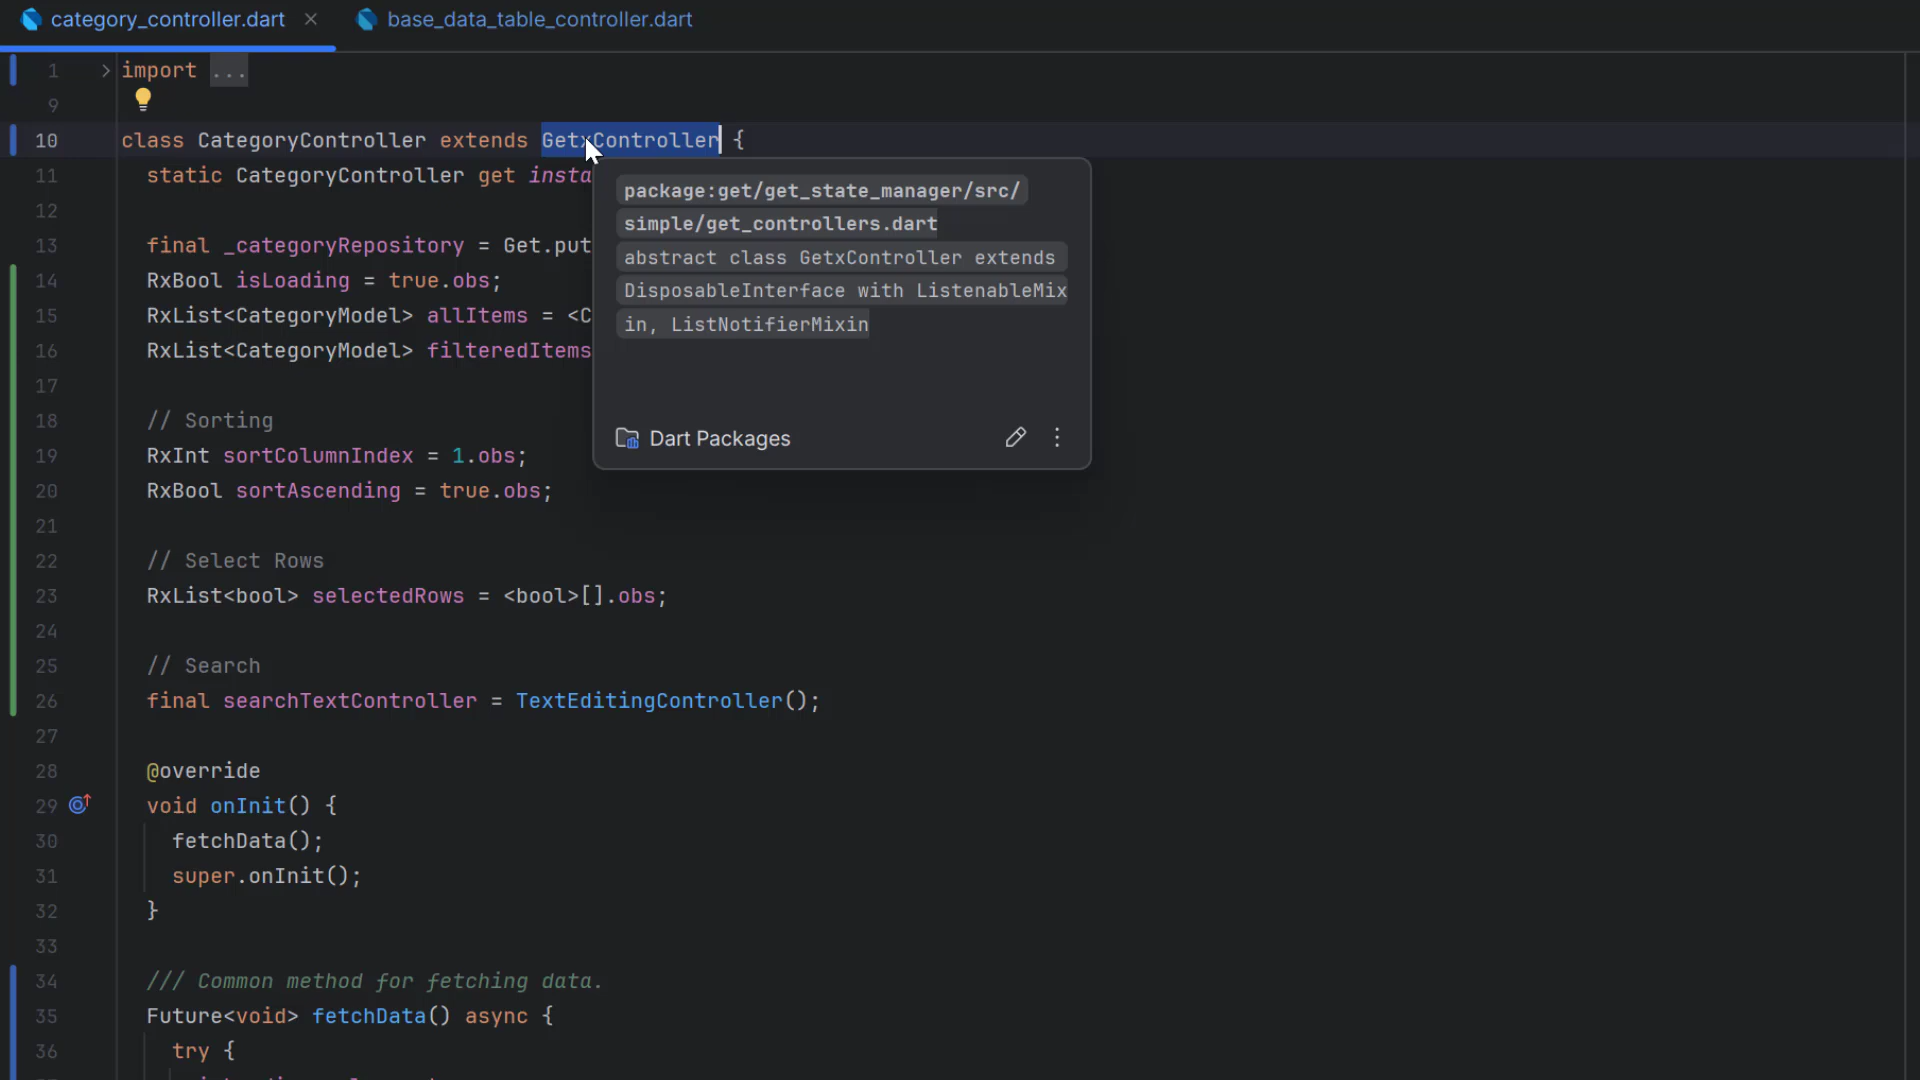 category_controller.dart
base_data_table_controller.dart
1 import ...
9
10 class CategoryController extends GetxController {
11 static CategoryController get insta
12
13 final _categoryRepository = Get.put
14 RxBool isLoading = true.obs;
15 RxList<CategoryModel> allItems = <C
16 RxList<CategoryModel> filteredItems
17
18 // Sorting
19 RxInt sortColumnIndex = 1.obs;
20 RxBool sortAscending = true.obs;
21
22 // Select Rows
23 RxList<bool> selectedRows = <bool>[].obs;
24
25 // Search
26 final searchTextController = TextEditingController();
27
28 @override
29 void onInit() {
30 fetchData();
31 super.onInit();
32 }
33
34 /// Common method for fetching data.
35 Future<void> fetchData() async {
36 try {
package:get/get_state_manager/src/
simple/get_controllers.dart
abstract class GetxController extends
DisposableInterface with ListenableMix
in, ListNotifierMixin
Dart Packages